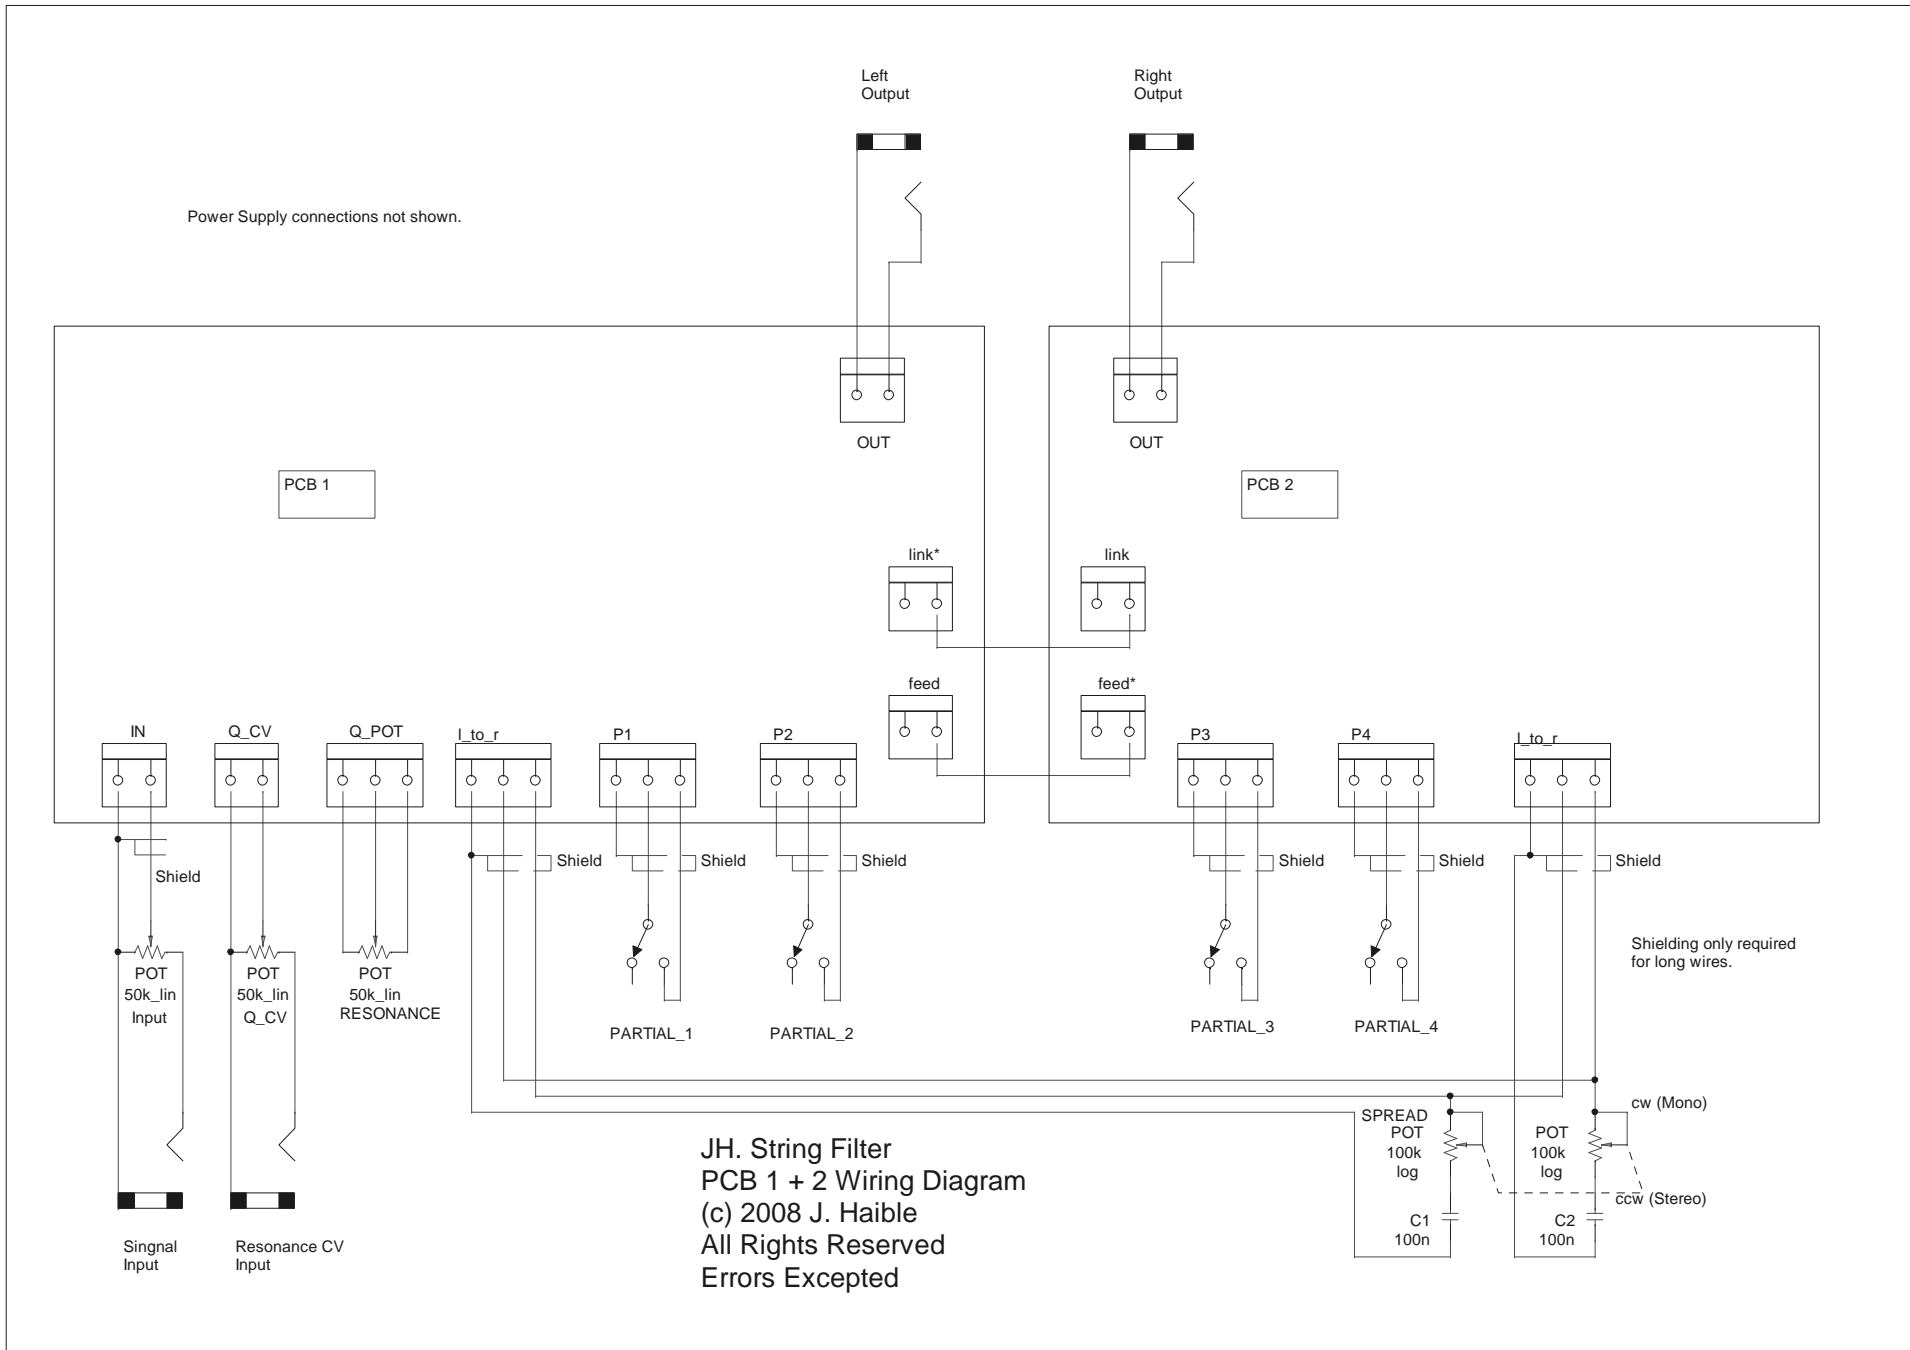 Left
Output
Right
Output
Power Supply connections not shown.
OUT
OUT
PCB 1
PCB 2
link*
link
feed
feed*
IN
Q_CV
Q_POT
l_to_r
P1
P2
P3
P4
l_to_r
Shield
Shield
Shield
Shield
Shield
Shield
Shield
POT
50k_lin
Input
POT
50k_lin
Q_CV
POT
50k_lin
RESONANCE
PARTIAL_1
PARTIAL_2
PARTIAL_3
PARTIAL_4
Shielding only required
for long wires.
SPREAD
POT
100k
log
POT
100k
log
cw (Mono)
ccw (Stereo)
C1
100n
C2
100n
Singnal
Input
Resonance CV
Input
JH. String Filter
PCB 1 + 2 Wiring Diagram
(c) 2008 J. Haible
All Rights Reserved
Errors Excepted